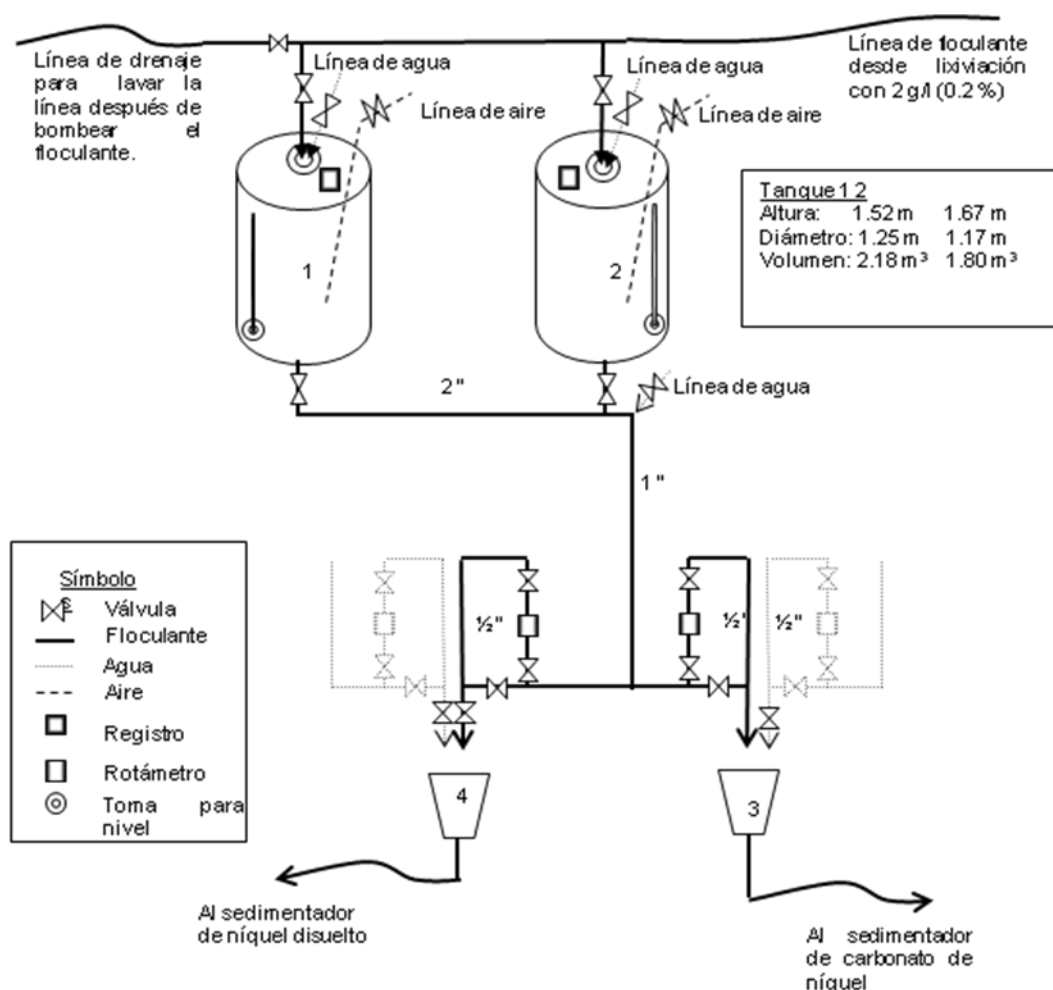 Línea de drenaje
para lavar la
línea después de
bombear el
floculante.
Línea de agua
Línea de aire
Línea de agua
Línea de aire
Línea de floculante
desde lixiviación
con 2 g/l (0.2 %)
Tanque 1 2
Altura: 1.52 m 1.67 m
Diámetro: 1.25 m 1.17 m
Volumen: 2.18 m³ 1.80 m³
1
2
2"
Línea de agua
1"
Símbolo
Válvula
Floculante
Agua
Aire
Registro
Rotámetro
Toma para
nivel
½"
½"
½"
4
3
Al sedimentador
de níquel disuelto
Al sedimentador
de carbonato de
níquel